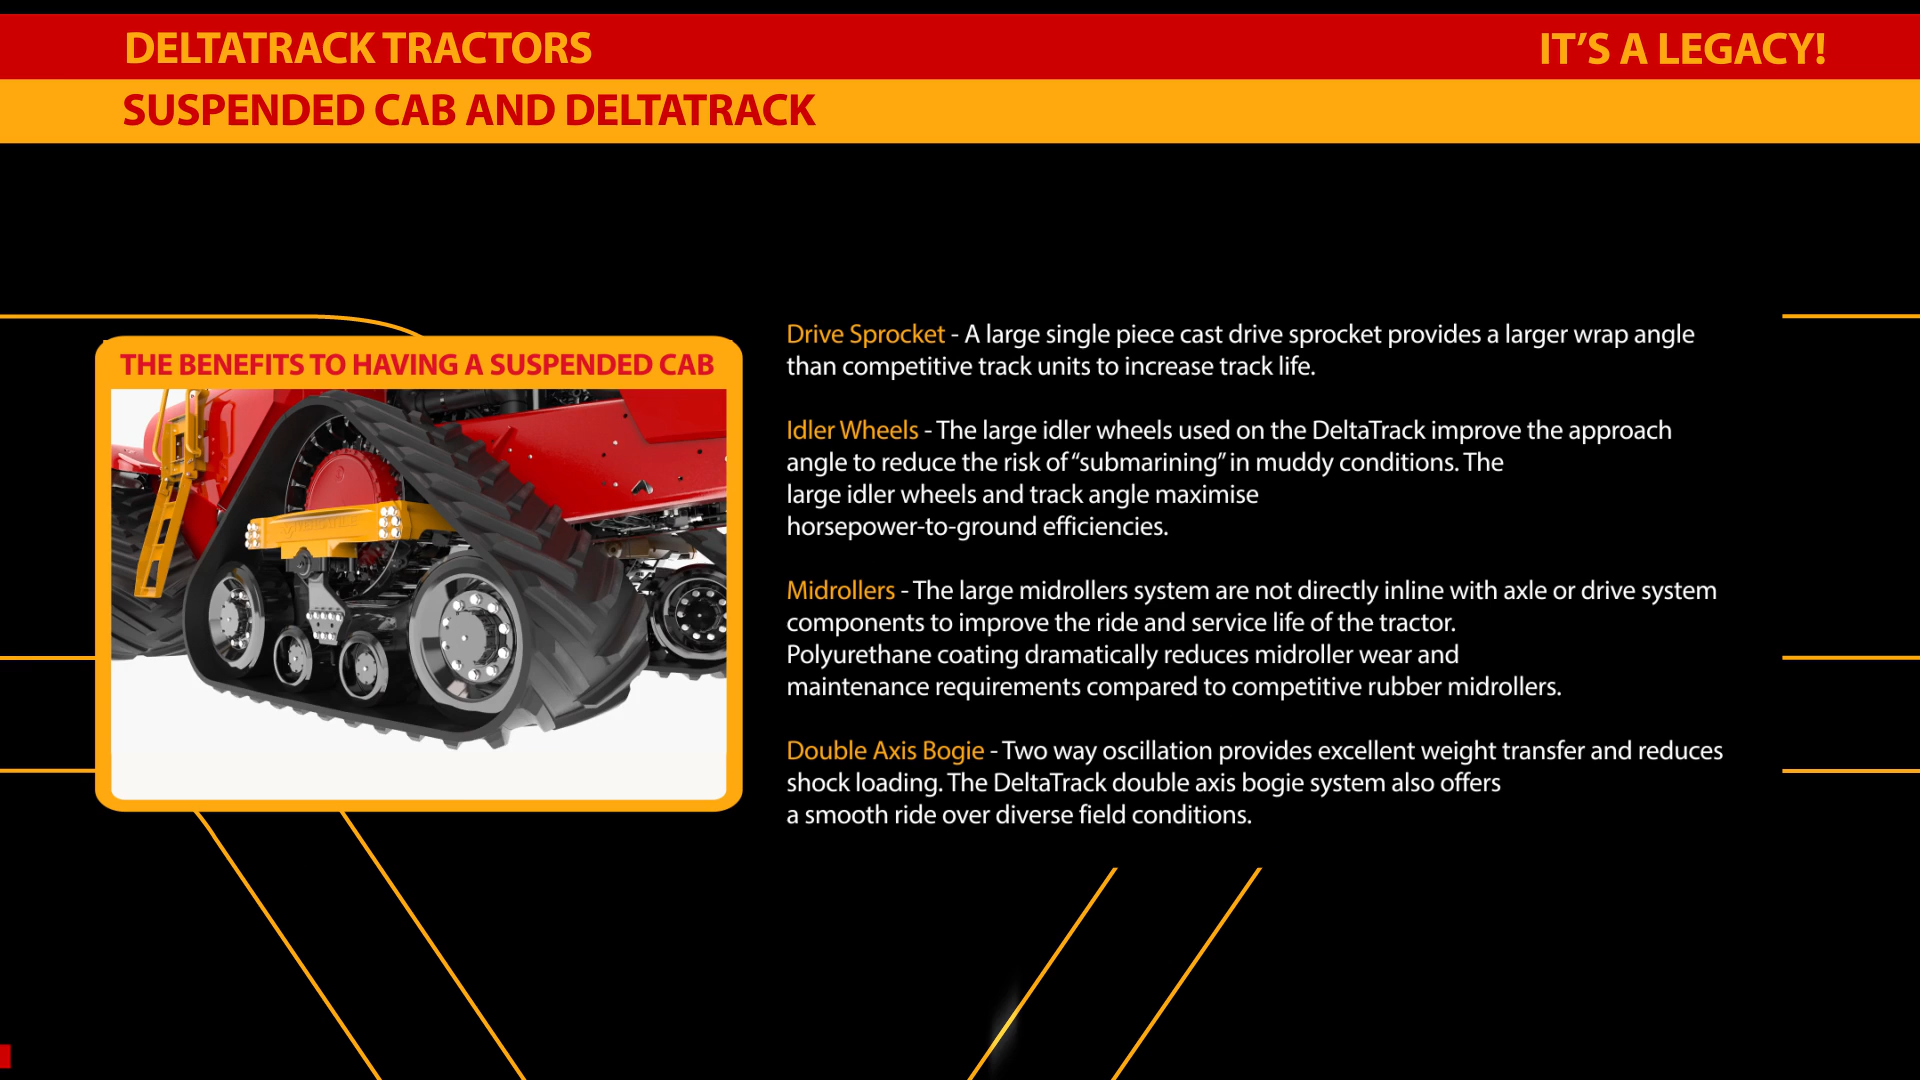 DELTATRACK TRACTORS
IT’S A LEGACY!
SUSPENDED CAB AND DELTATRACK
THE BENEFITS TO HAVING A SUSPENDED CAB
Drive Sprocket - A large single piece cast drive sprocket provides a larger wrap angle
than competitive track units to increase track life.
Idler Wheels - The large idler wheels used on the DeltaTrack improve the approach
angle to reduce the risk of “submarining” in muddy conditions. The
large idler wheels and track angle maximise
horsepower-to-ground efficiencies.
Midrollers - The large midrollers system are not directly inline with axle or drive system
components to improve the ride and service life of the tractor.
Polyurethane coating dramatically reduces midroller wear and
maintenance requirements compared to competitive rubber midrollers.
Double Axis Bogie - Two way oscillation provides excellent weight transfer and reduces
shock loading. The DeltaTrack double axis bogie system also offers
a smooth ride over diverse field conditions.